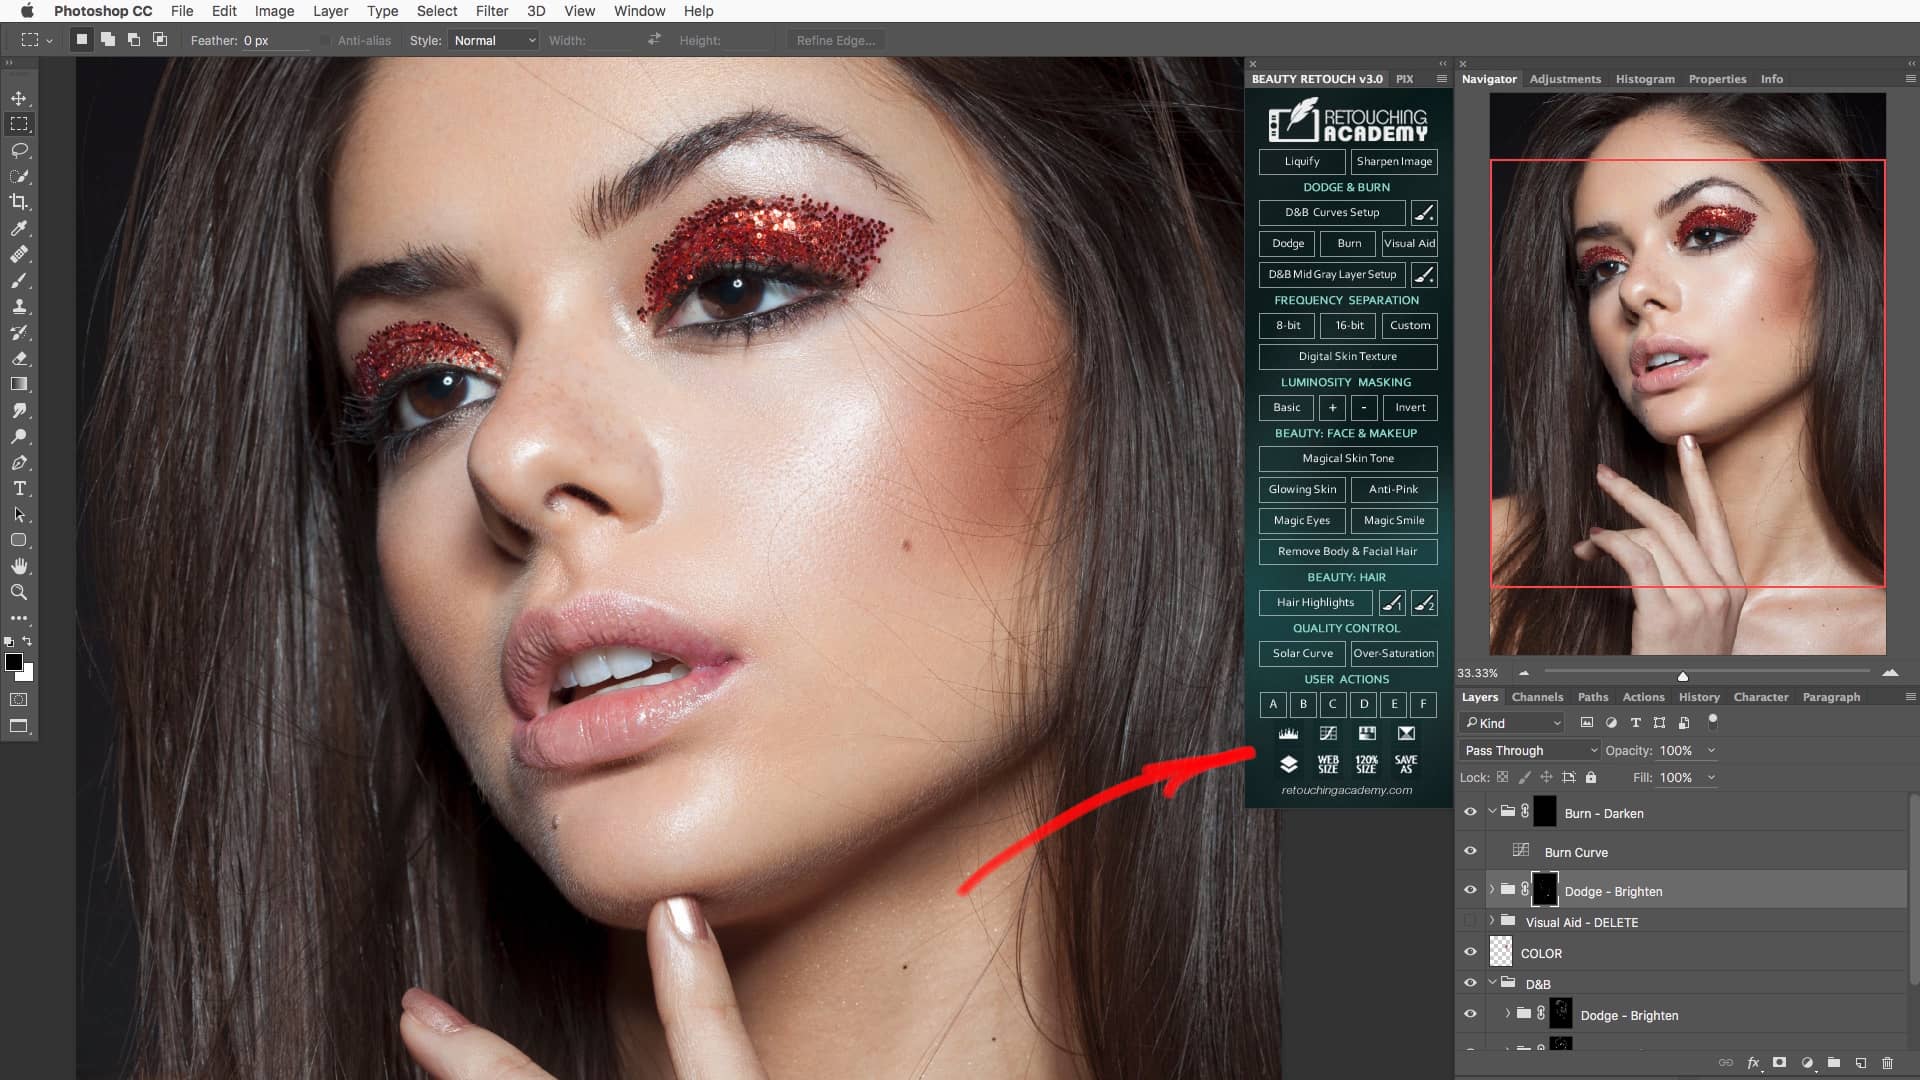 Photoshop CC File Edit Image Layer Type Select Filter 3D View Window Help
Feather: 0 px Anti-alias Style: Normal Width: Height: Refine Edge...
BEAUTY RETOUCH v3.0 PIX
RETOUCHING
ACADEMY
Liquify Sharpen Image
DODGE & BURN
D&B Curves Setup
Dodge Burn Visual Aid
D&B Mid Gray Layer Setup
FREQUENCY SEPARATION
8-bit 16-bit Custom
Digital Skin Texture
LUMINOSITY MASKING
Basic + - Invert
BEAUTY: FACE & MAKEUP
Magical Skin Tone
Glowing Skin Anti-Pink
Magic Eyes Magic Smile
Remove Body & Facial Hair
BEAUTY: HAIR
Hair Highlights 1 2
QUALITY CONTROL
Solar Curve Over-Saturation
USER ACTIONS
A B C D E F
WEB SIZE 120% SIZE SAVE AS
retouchingacademy.com
Navigator Adjustments Histogram Properties Info
33.33%
Layers Channels Paths Actions History Character Paragraph
Kind
Pass Through Opacity: 100%
Lock: Fill: 100%
Burn - Darken
Burn Curve
Dodge - Brighten
Visual Aid - DELETE
COLOR
D&B
Dodge - Brighten